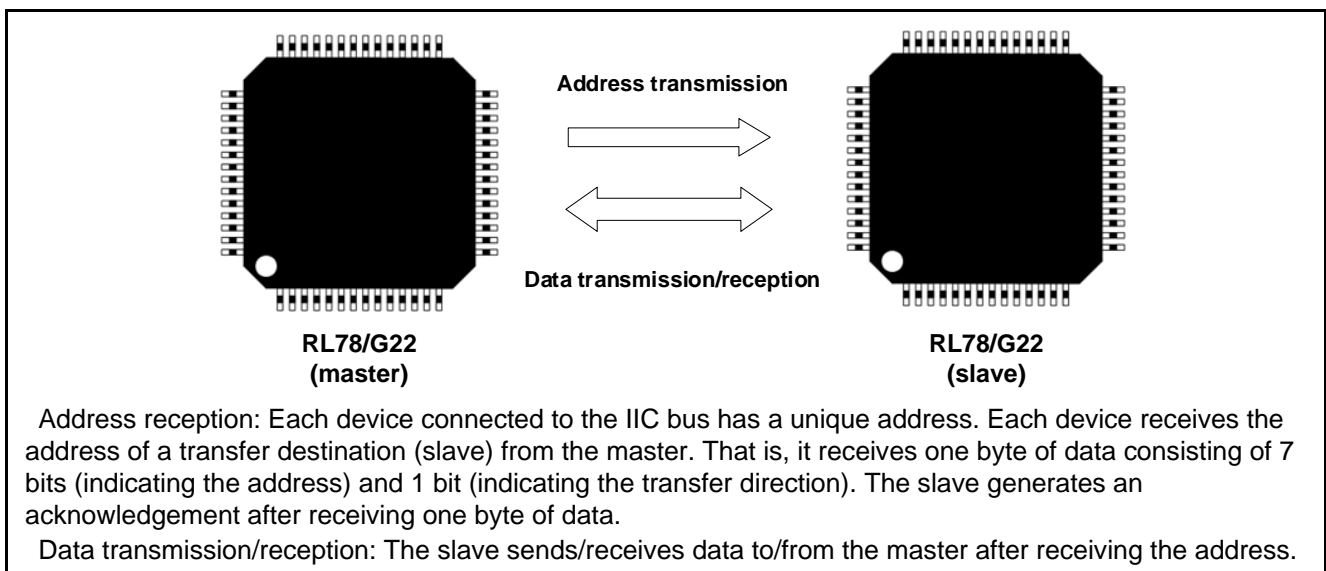 Address transmission
Data transmission/reception
RL78/G22
(master)
RL78/G22
(slave)
Address reception: Each device connected to the IIC bus has a unique address. Each device receives the
address of a transfer destination (slave) from the master. That is, it receives one byte of data consisting of 7
bits (indicating the address) and 1 bit (indicating the transfer direction). The slave generates an
acknowledgement after receiving one byte of data.
Data transmission/reception: The slave sends/receives data to/from the master after receiving the address.